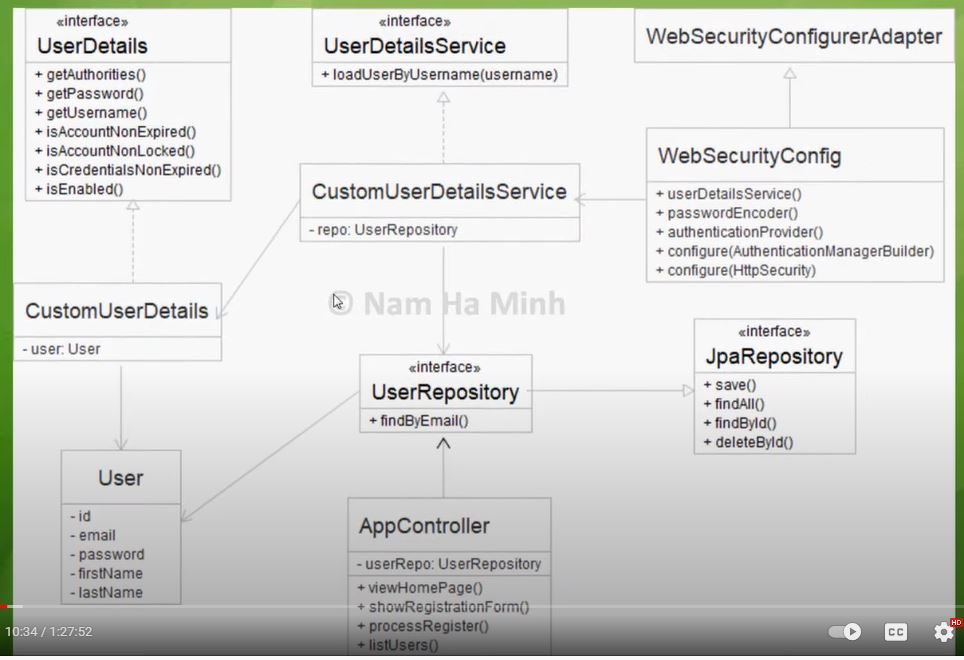 «interface»
UserDetails
+ getAuthorities()
+ getPassword()
+ getUsername()
+ isAccountNonExpired()
+ isAccountNonLocked()
+ isCredentialsNonExpired()
+ isEnabled()
«interface»
UserDetailsService
+ loadUserByUsername(username)
WebSecurityConfigurerAdapter
WebSecurityConfig
+ userDetailsService()
+ passwordEncoder()
+ authenticationProvider()
+ configure(AuthenticationManagerBuilder)
+ configure(HttpSecurity)
CustomUserDetailsService
- repo: UserRepository
CustomUserDetails
- user: User
© Nam Ha Minh
«interface»
UserRepository
+ findByEmail()
«interface»
JpaRepository
+ save()
+ findAll()
+ findById()
+ deleteById()
User
- id
- email
- password
- firstName
- lastName
AppController
- userRepo: UserRepository
+ viewHomePage()
+ showRegistrationForm()
+ processRegister()
+ listUsers()
10:34 / 1:27:52
CC
HD